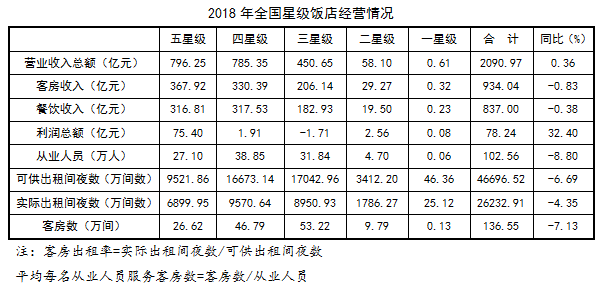 2018 年全国星级饭店经营情况
五星级 四星级 三星级 二星级 一星级 合 计 同比(%)
营业收入总额(亿元) 796.25 785.35 450.65 58.10 0.61 2090.97 0.36
客房收入(亿元) 367.92 330.39 206.14 29.27 0.32 934.04 -0.83
餐饮收入(亿元) 316.81 317.53 182.93 19.50 0.23 837.00 -0.38
利润总额(亿元) 75.40 1.91 -1.71 2.56 0.08 78.24 32.40
从业人员(万人) 27.10 38.85 31.84 4.70 0.06 102.56 -8.80
可供出租间夜数(万间数) 9521.86 16673.14 17042.96 3412.20 46.36 46696.52 -6.69
实际出租间夜数(万间数) 6899.95 9570.64 8950.93 1786.27 25.12 26232.91 -4.35
客房数(万间) 26.62 46.79 53.22 9.79 0.13 136.55 -7.13
注：客房出租率=实际出租间夜数/可供出租间夜数
平均每名从业人员服务客房数=客房数/从业人员